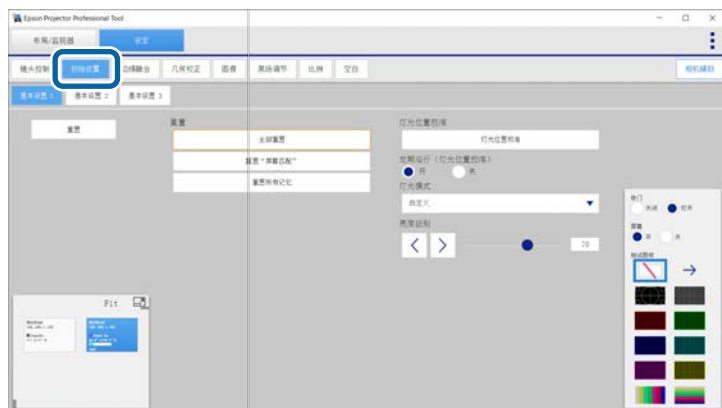 Epson Projector Professional Tool
布局/监视器
设定
镜头控制
初始设置
边缘融合
几何校正
图像
黑场调节
比例
空白
相机辅助
基本设置 1
基本设置 2
基本设置 3
重置
重置
全部重置
重置“屏幕匹配”
重置所有记忆
灯光位置校准
灯光位置校准
定期运行（灯光位置校准）
开
关
灯光模式
自定义
亮度级别
70
快门
关闭
打开
屏幕
开
关
测试图样
Fit